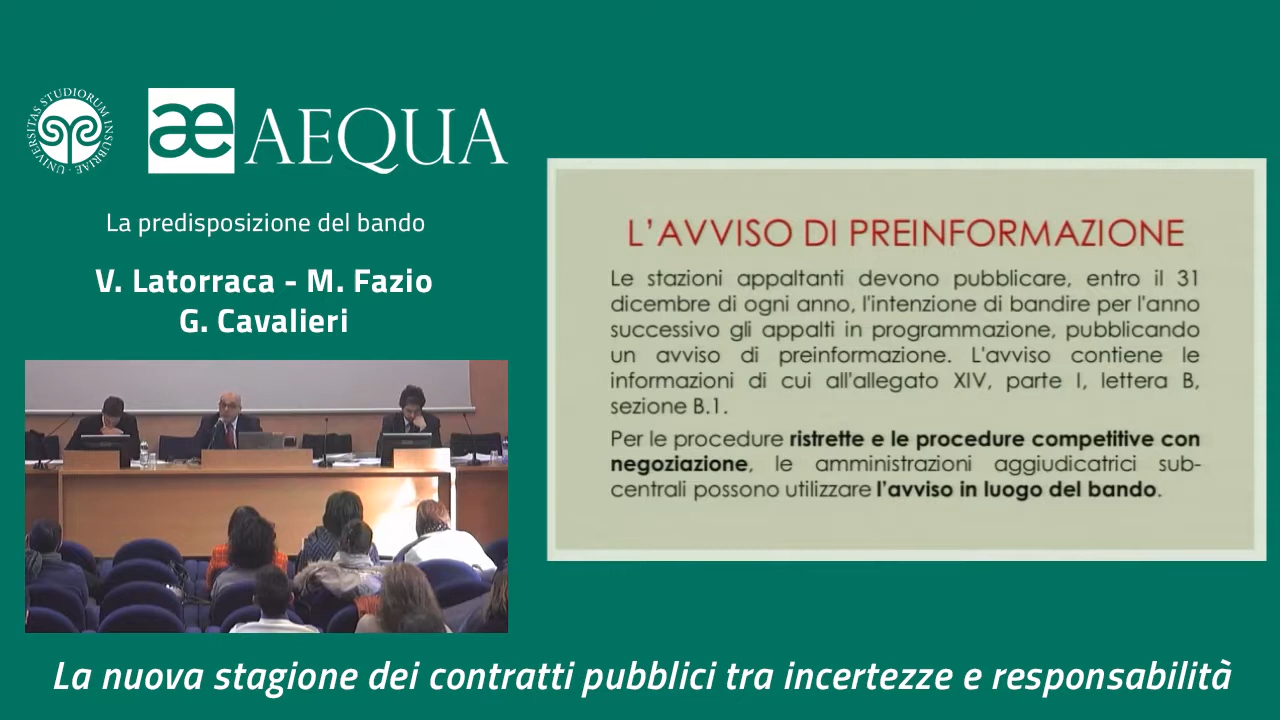 UNIVERSITAS STUDIORUM INSUBRIAE
æ AEQUA
La predisposizione del bando
V. Latorraca - M. Fazio
G. Cavalieri
L'AVVISO DI PREINFORMAZIONE
Le stazioni appaltanti devono pubblicare, entro il 31
dicembre di ogni anno, l'intenzione di bandire per l'anno
successivo gli appalti in programmazione, pubblicando
un avviso di preinformazione. L'avviso contiene le
informazioni di cui all'allegato XIV, parte I, lettera B,
sezione B.1.
Per le procedure ristrette e le procedure competitive con
negoziazione, le amministrazioni aggiudicatrici sub-
centrali possono utilizzare l'avviso in luogo del bando.
La nuova stagione dei contratti pubblici tra incertezze e responsabilità